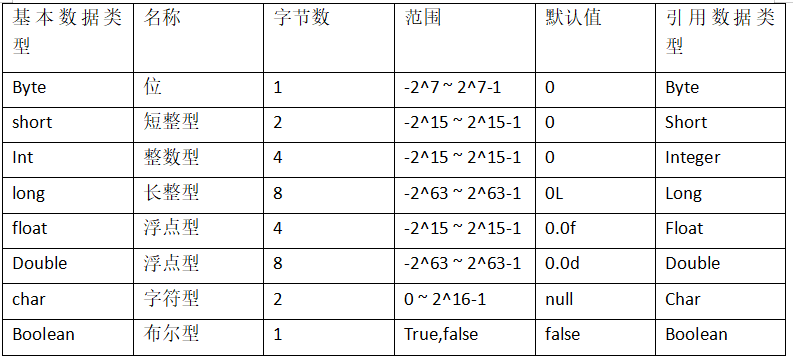 基本数据类型 名称 字节数 范围 默认值 引用数据类型
Byte 位 1 -2^7 ~ 2^7-1 0 Byte
short 短整型 2 -2^15 ~ 2^15-1 0 Short
Int 整数型 4 -2^15 ~ 2^15-1 0 Integer
long 长整型 8 -2^63 ~ 2^63-1 0L Long
float 浮点型 4 -2^15 ~ 2^15-1 0.0f Float
Double 浮点型 8 -2^63 ~ 2^63-1 0.0d Double
char 字符型 2 0 ~ 2^16-1 null Char
Boolean 布尔型 1 True,false false Boolean